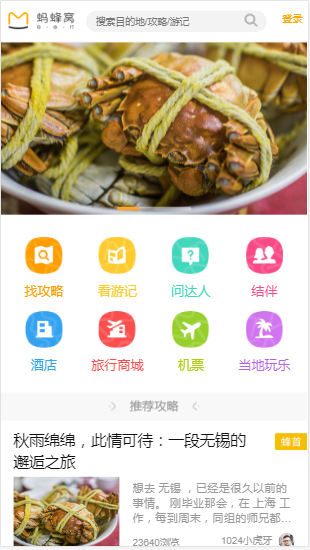 蚂蜂窝
搜索目的地/攻略/游记
登录
找攻略
看游记
问达人
结伴
酒店
旅行商城
机票
当地玩乐
推荐攻略
秋雨绵绵，此情可待：一段无锡的
邂逅之旅
蜂首
想去 无锡 ，已经是很久以前的
事情。 刚毕业那会，在 上海 工
作，每到周末，同组的师兄都...
23640浏览
1024小虎牙